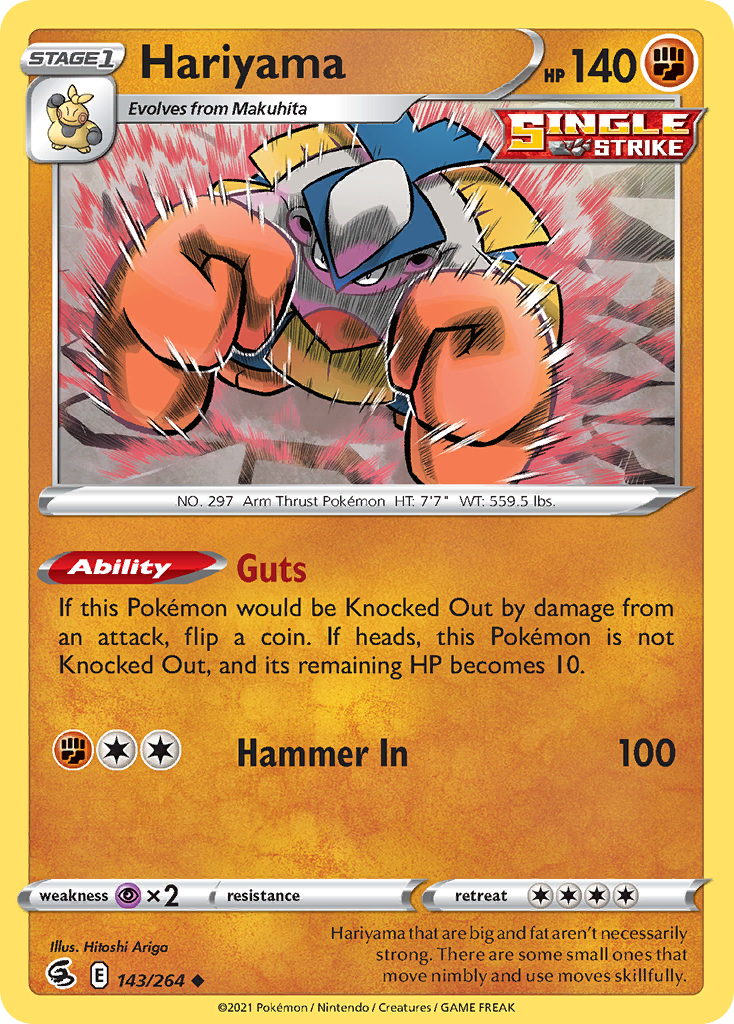 STAGE 1
Hariyama
HP 140
Evolves from Makuhita
SINGLE
STRIKE
NO. 297 Arm Thrust Pokémon HT: 7'7" WT: 559.5 lbs.
Ability Guts
If this Pokémon would be Knocked Out by damage from
an attack, flip a coin. If heads, this Pokémon is not
Knocked Out, and its remaining HP becomes 10.
Hammer In 100
weakness ×2 resistance retreat
Illus. Hitoshi Ariga
Hariyama that are big and fat aren't necessarily
strong. There are some small ones that
move nimbly and use moves skillfully.
E 143/264
©2021 Pokémon / Nintendo / Creatures / GAME FREAK